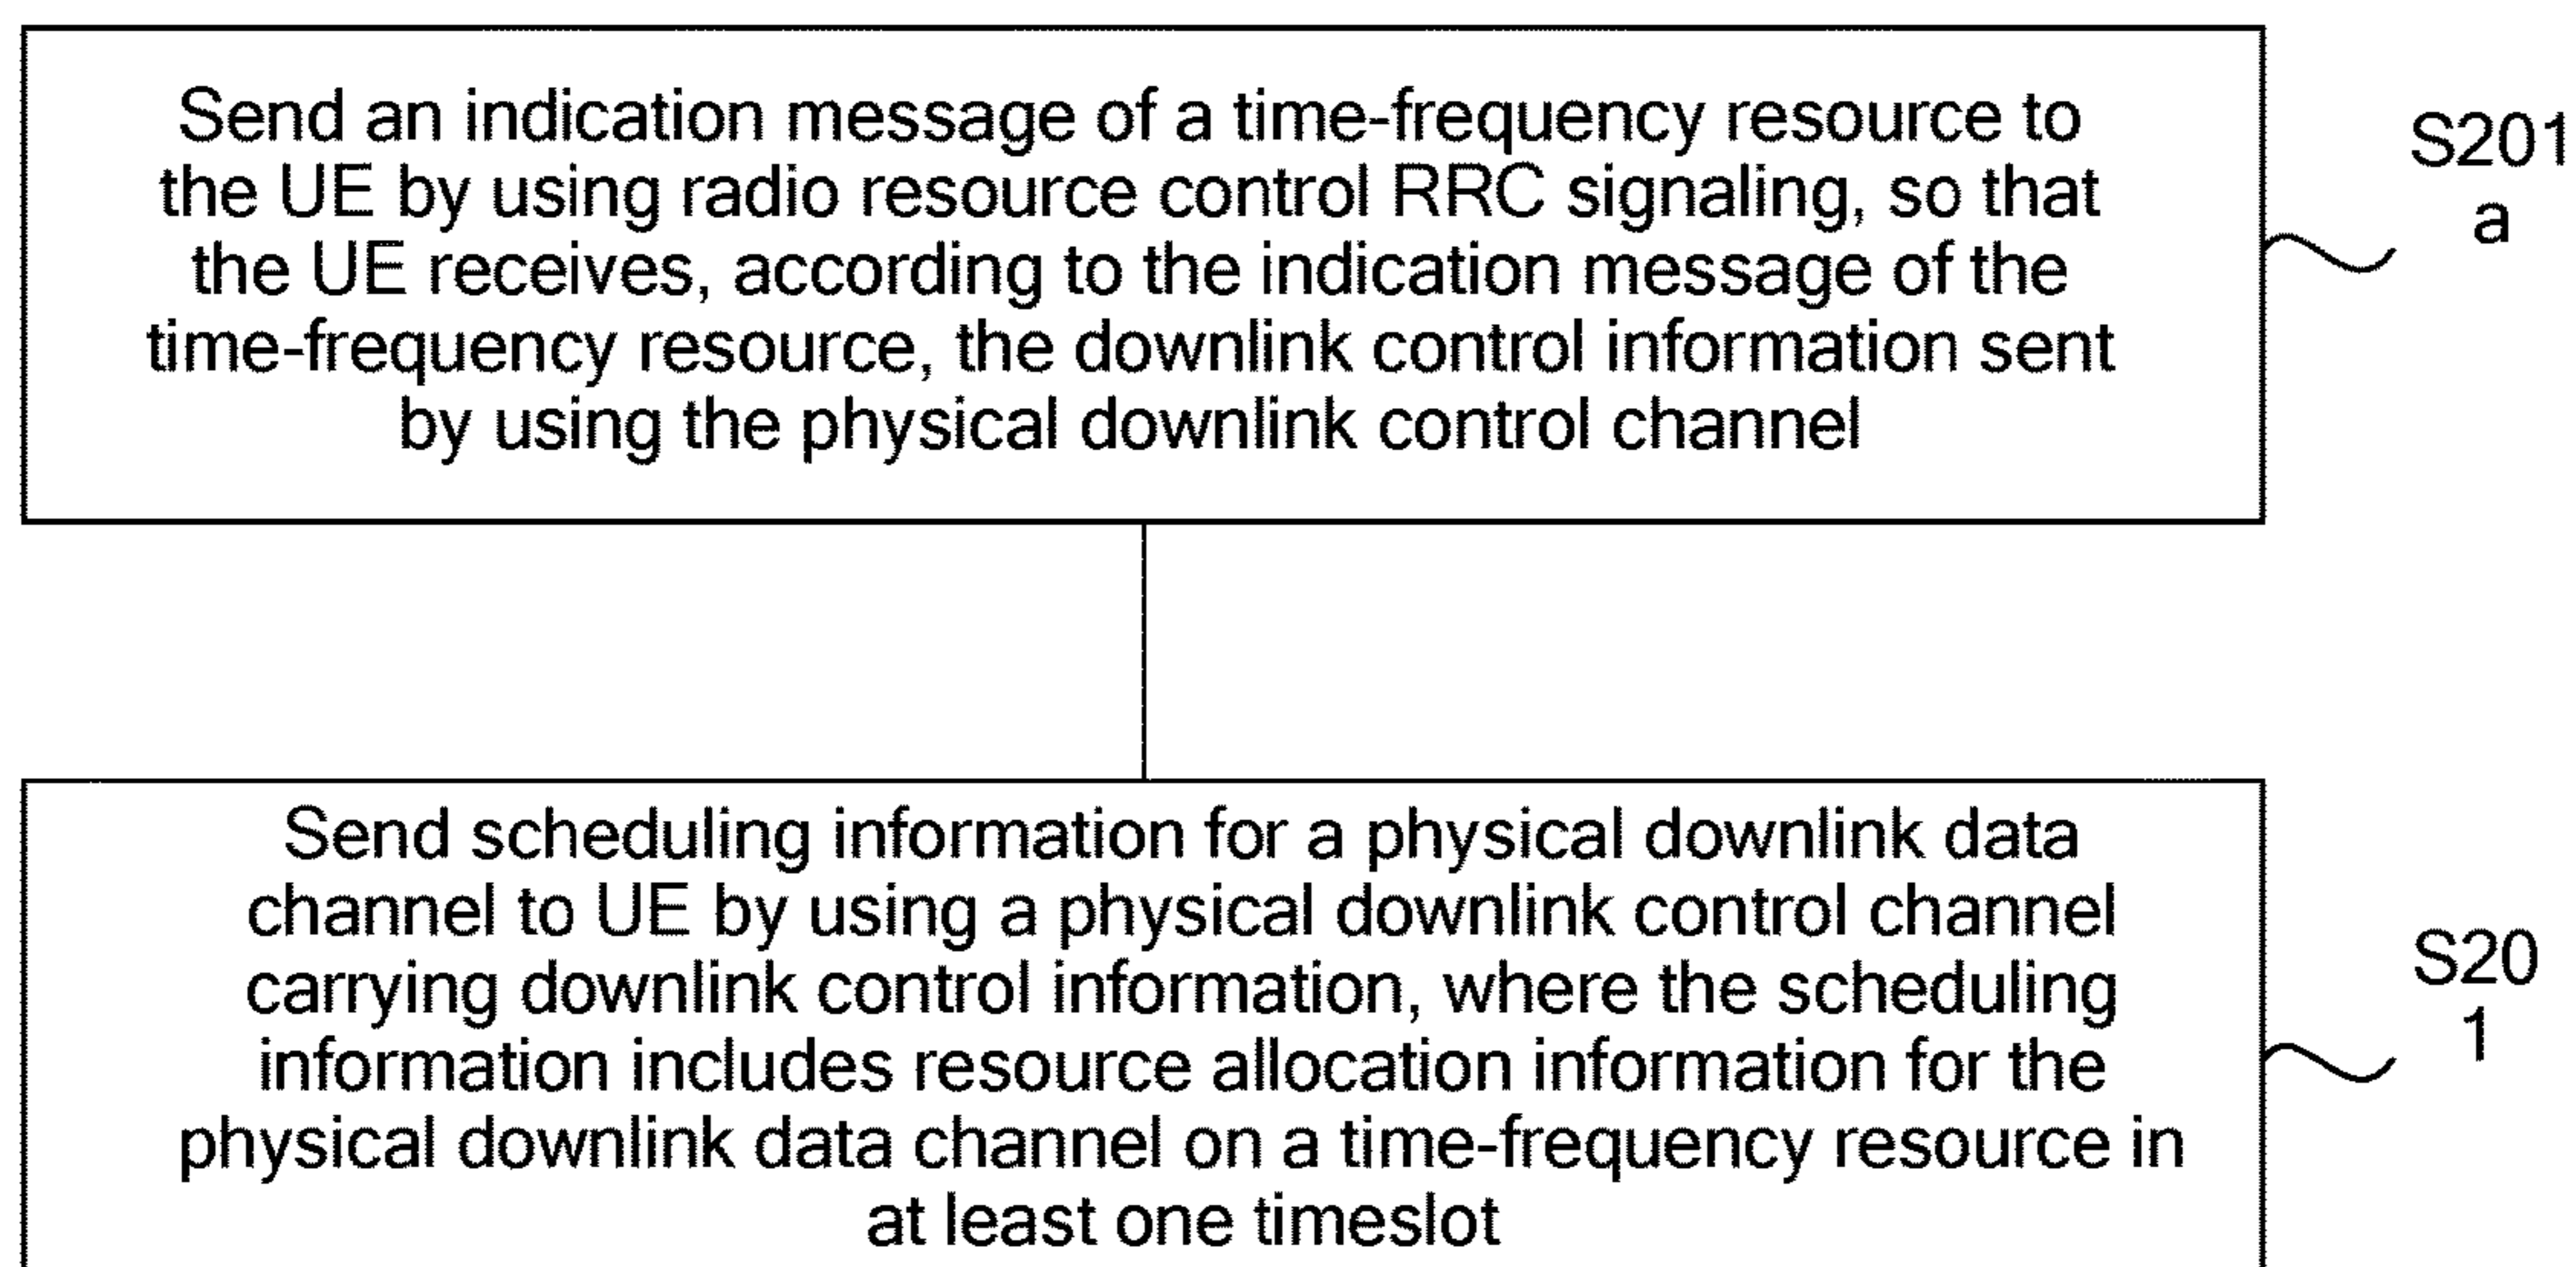 Send an indication message of a time-frequency resource to
the UE by using radio resource control RRC signaling, so that
the UE receives, according to the indication message of the
time-frequency resource, the downlink control information sent
by using the physical downlink control channel
S201
a
Send scheduling information for a physical downlink data
channel to UE by using a physical downlink control channel
carrying downlink control information, where the scheduling
information includes resource allocation information for the
physical downlink data channel on a time-frequency resource in
at least one timeslot
S20
1